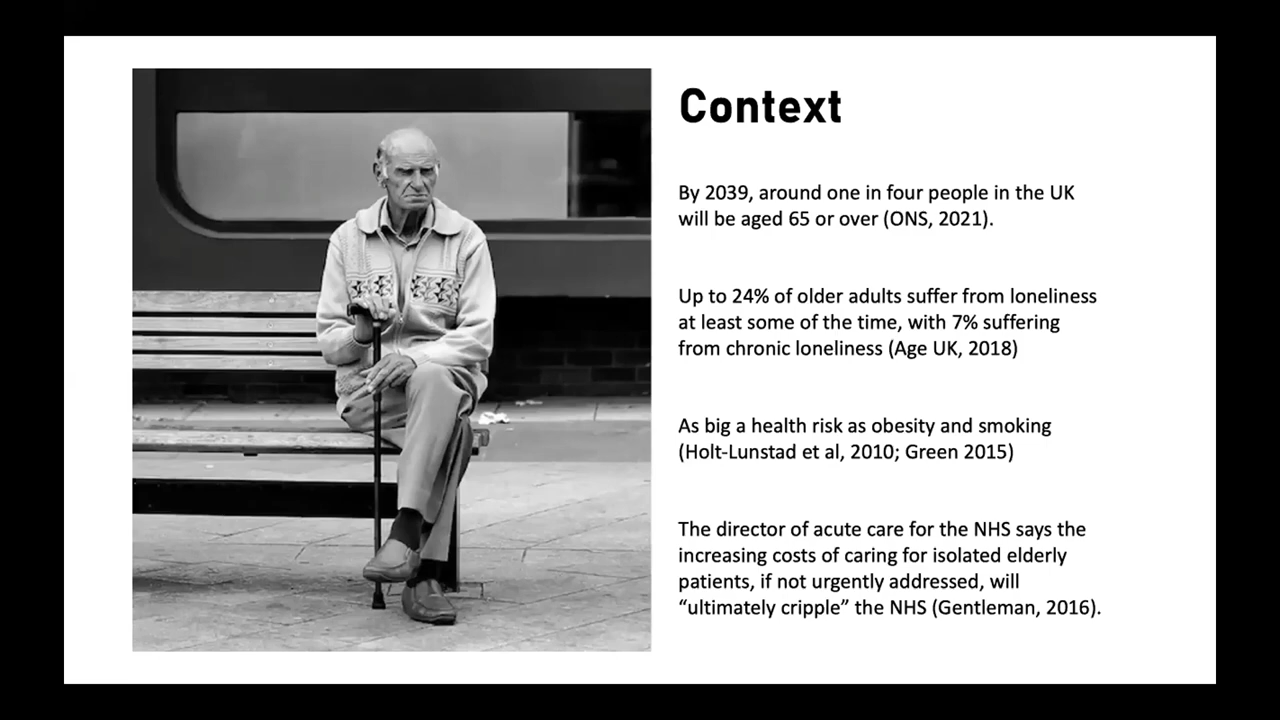 Context
By 2039, around one in four people in the UK
will be aged 65 or over (ONS, 2021).
Up to 24% of older adults suffer from loneliness
at least some of the time, with 7% suffering
from chronic loneliness (Age UK, 2018)
As big a health risk as obesity and smoking
(Holt-Lunstad et al, 2010; Green 2015)
The director of acute care for the NHS says the
increasing costs of caring for isolated elderly
patients, if not urgently addressed, will
“ultimately cripple” the NHS (Gentleman, 2016).